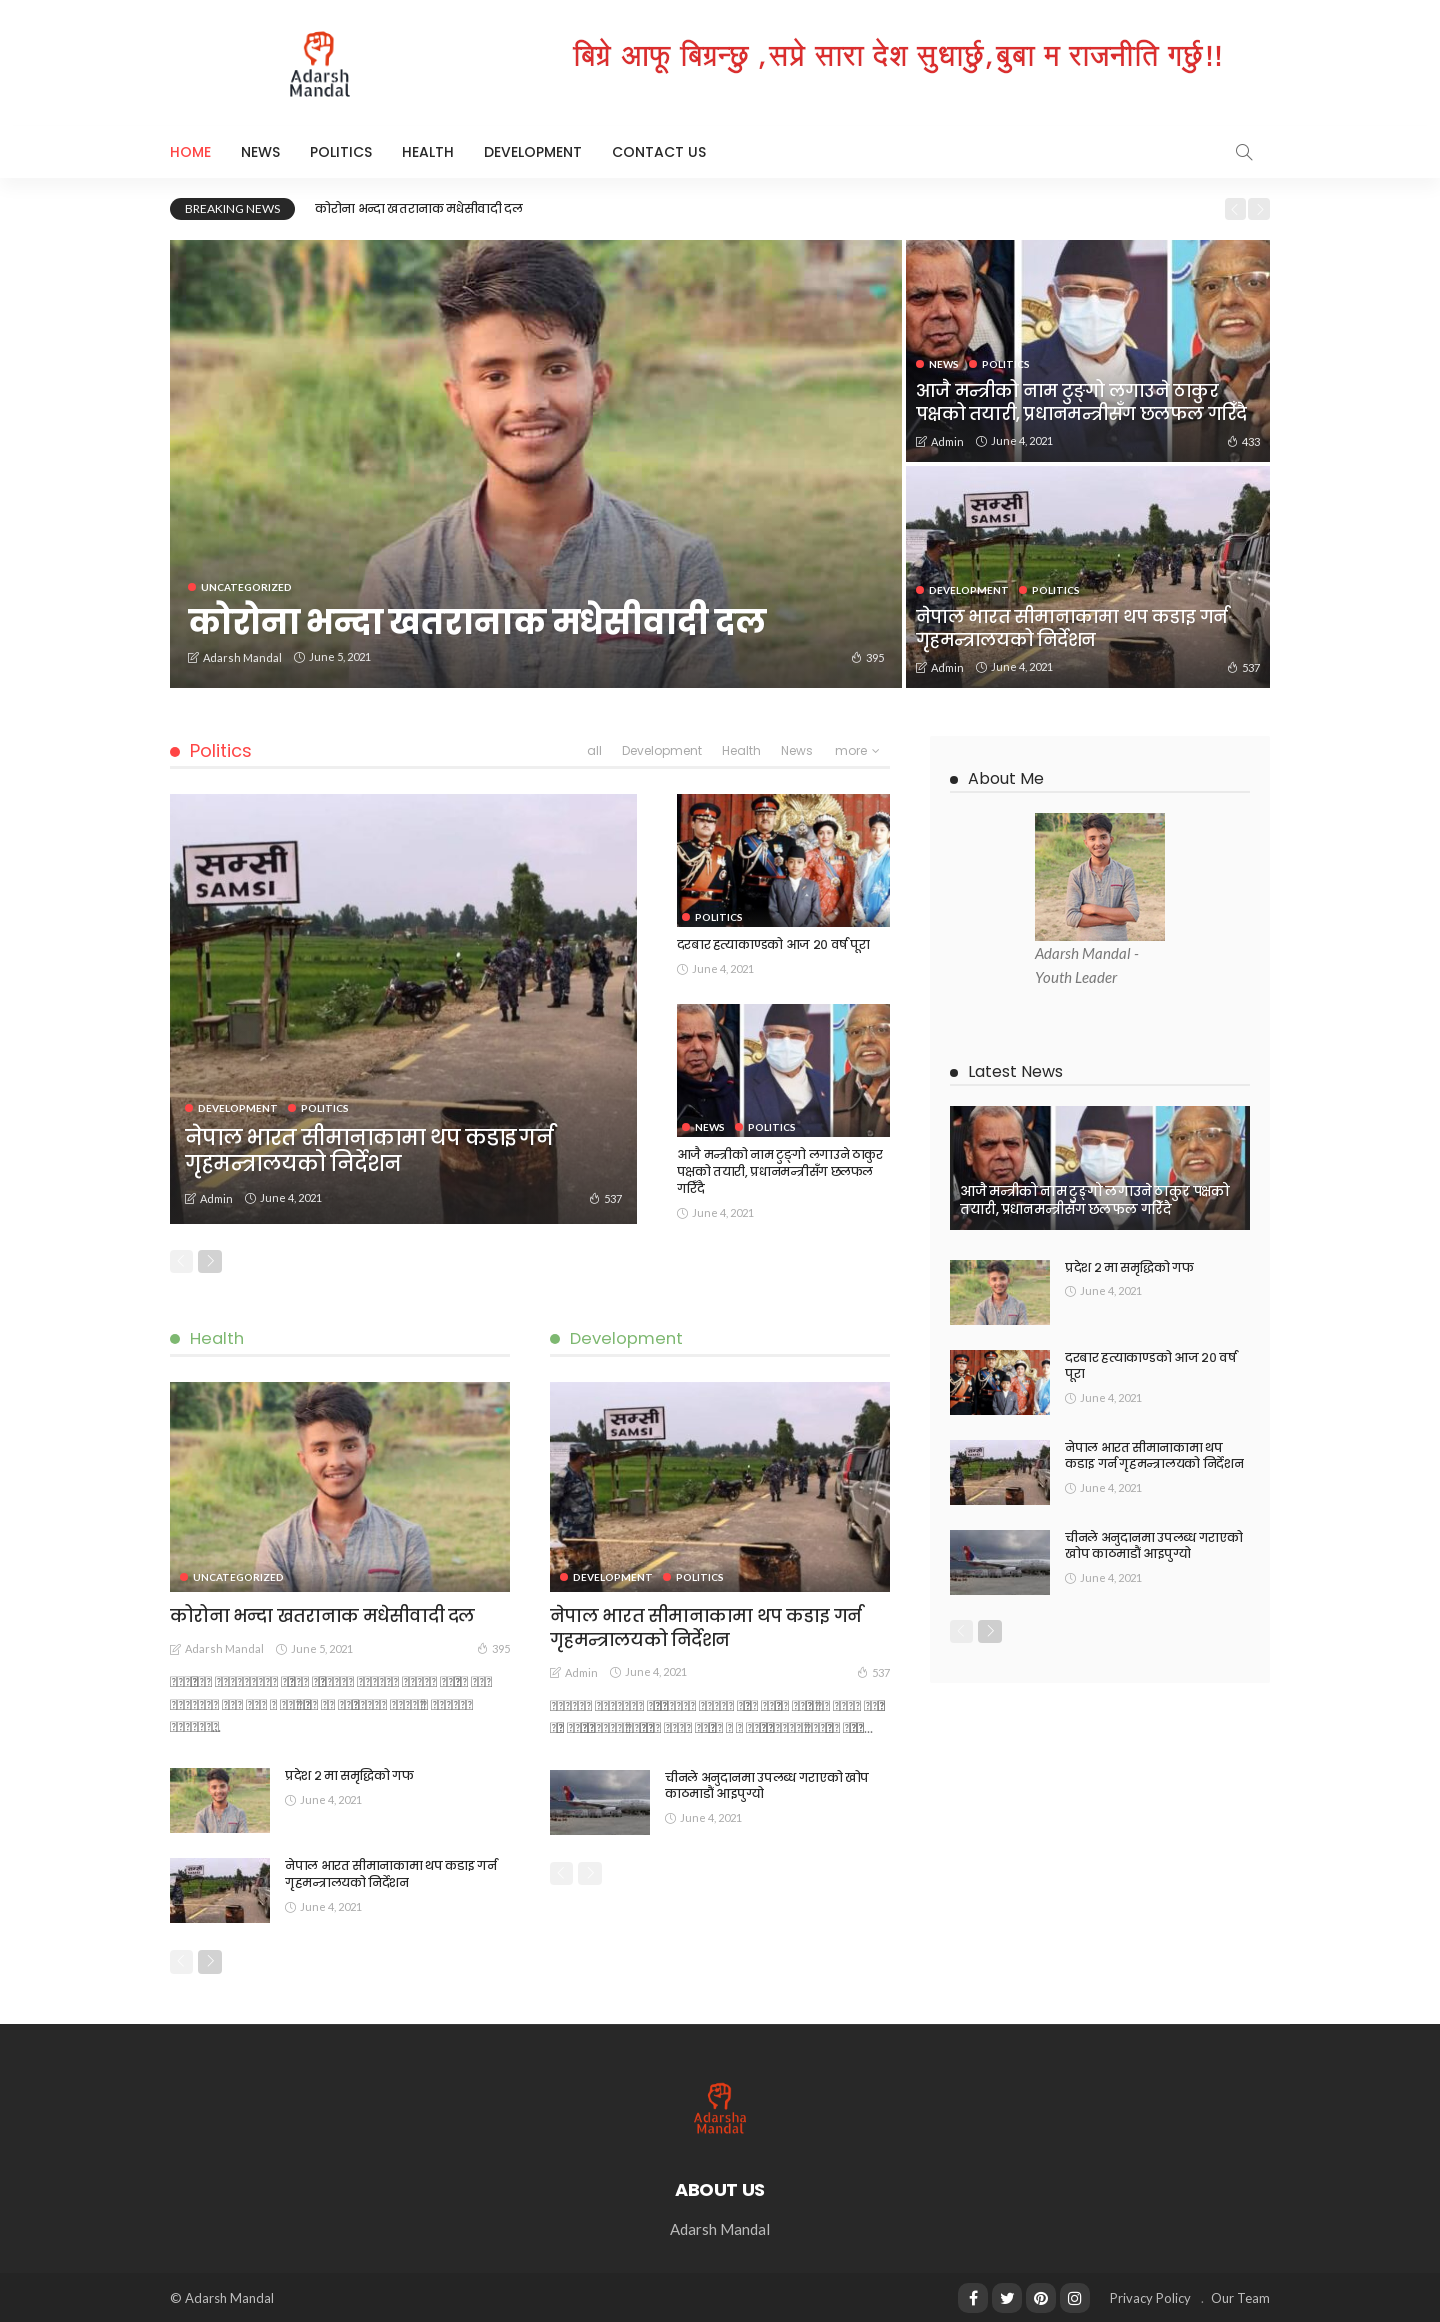 Adarsh
Mandal
बिग्रे आफू बिग्रन्छु ,सप्रे सारा देश सुधार्छु,बुबा म राजनीति गर्छु!!
HOME NEWS POLITICS HEALTH DEVELOPMENT CONTACT US
BREAKING NEWS कोरोना भन्दा खतरानाक मधेसीवादी दल
UNCATEGORIZED
कोरोना भन्दा खतरानाक मधेसीवादी दल
Adarsh Mandal June 5, 2021 395
NEWS POLITICS
आजै मन्त्रीको नाम टुङ्गो लगाउने ठाकुर
पक्षको तयारी, प्रधानमन्त्रीसँग छलफल गरिँदै
Admin June 4, 2021 433
सम्सी
SAMSI
DEVELOPMENT POLITICS
नेपाल भारत सीमानाकामा थप कडाइ गर्न
गृहमन्त्रालयको निर्देशन
Admin June 4, 2021 537
Politics
all Development Health News more
सम्सी
SAMSI
DEVELOPMENT POLITICS
नेपाल भारत सीमानाकामा थप कडाइ गर्न
गृहमन्त्रालयको निर्देशन
Admin June 4, 2021 537
POLITICS
दरबार हत्याकाण्डको आज २० वर्ष पूरा
June 4, 2021
NEWS POLITICS
आजै मन्त्रीको नाम टुङ्गो लगाउने ठाकुर
पक्षको तयारी, प्रधानमन्त्रीसँग छलफल
गरिँदै
June 4, 2021
About Me
Adarsh Mandal -
Youth Leader
Latest News
आजै मन्त्रीको नाम टुङ्गो लगाउने ठाकुर पक्षको
तयारी, प्रधानमन्त्रीसँग छलफल गरिँदै
प्रदेश २ मा समृद्धिको गफ
June 4, 2021
दरबार हत्याकाण्डको आज २० वर्ष
पूरा
June 4, 2021
नेपाल भारत सीमानाकामा थप
कडाइ गर्न गृहमन्त्रालयको निर्देशन
June 4, 2021
चीनले अनुदानमा उपलब्ध गराएको
खोप काठमाडौं आइपुग्यो
June 4, 2021
Health
UNCATEGORIZED
कोरोना भन्दा खतरानाक मधेसीवादी दल
Adarsh Mandal June 5, 2021 395
प्रदेश २ मा समृद्धिको गफ
June 4, 2021
नेपाल भारत सीमानाकामा थप कडाइ गर्न
गृहमन्त्रालयको निर्देशन
June 4, 2021
Development
सम्सी
SAMSI
DEVELOPMENT POLITICS
नेपाल भारत सीमानाकामा थप कडाइ गर्न
गृहमन्त्रालयको निर्देशन
Admin June 4, 2021 537
चीनले अनुदानमा उपलब्ध गराएको खोप
काठमाडौं आइपुग्यो
June 4, 2021
Adarsha
Mandal
ABOUT US
Adarsh Mandal
© Adarsh Mandal
Privacy Policy . Our Team